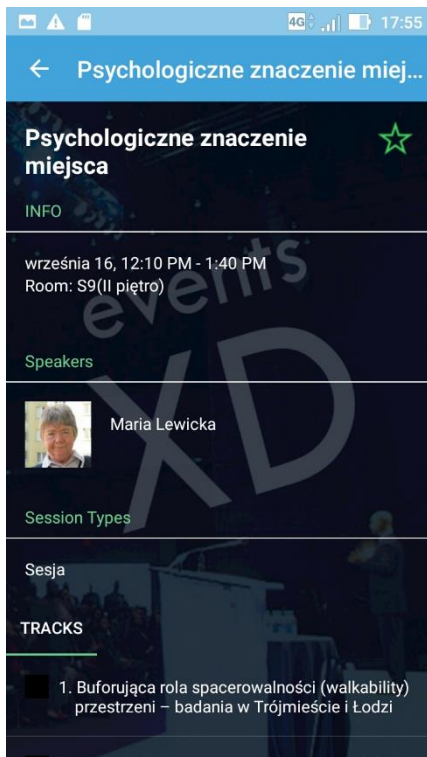 4G 17:55
Psychologiczne znaczenie miej...
Psychologiczne znaczenie
miejsca
INFO
września 16, 12:10 PM - 1:40 PM
Room: S9(II piętro)
events
XD
Speakers
Maria Lewicka
Session Types
Sesja
TRACKS
1. Buforująca rola spacerowalności (walkability)
przestrzeni – badania w Trójmieście i Łodzi